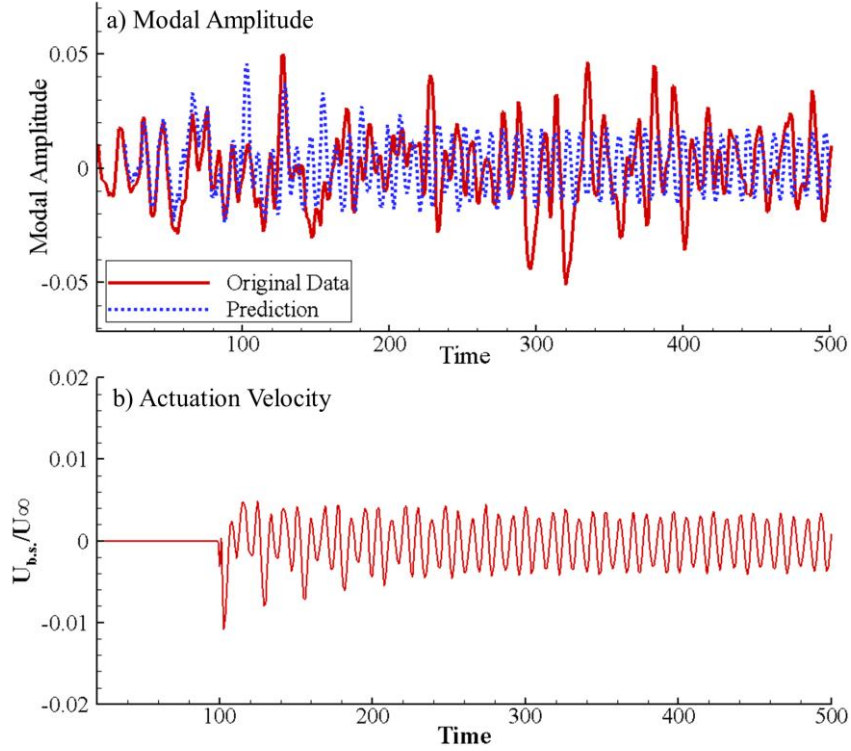 a) Modal Amplitude
0.05
0
-0.05
Modal Amplitude
Original Data
Prediction
100
200
300
400
500
Time
b) Actuation Velocity
0.02
0.01
0
-0.01
-0.02
U_b.s./U∞
100
200
300
400
500
Time